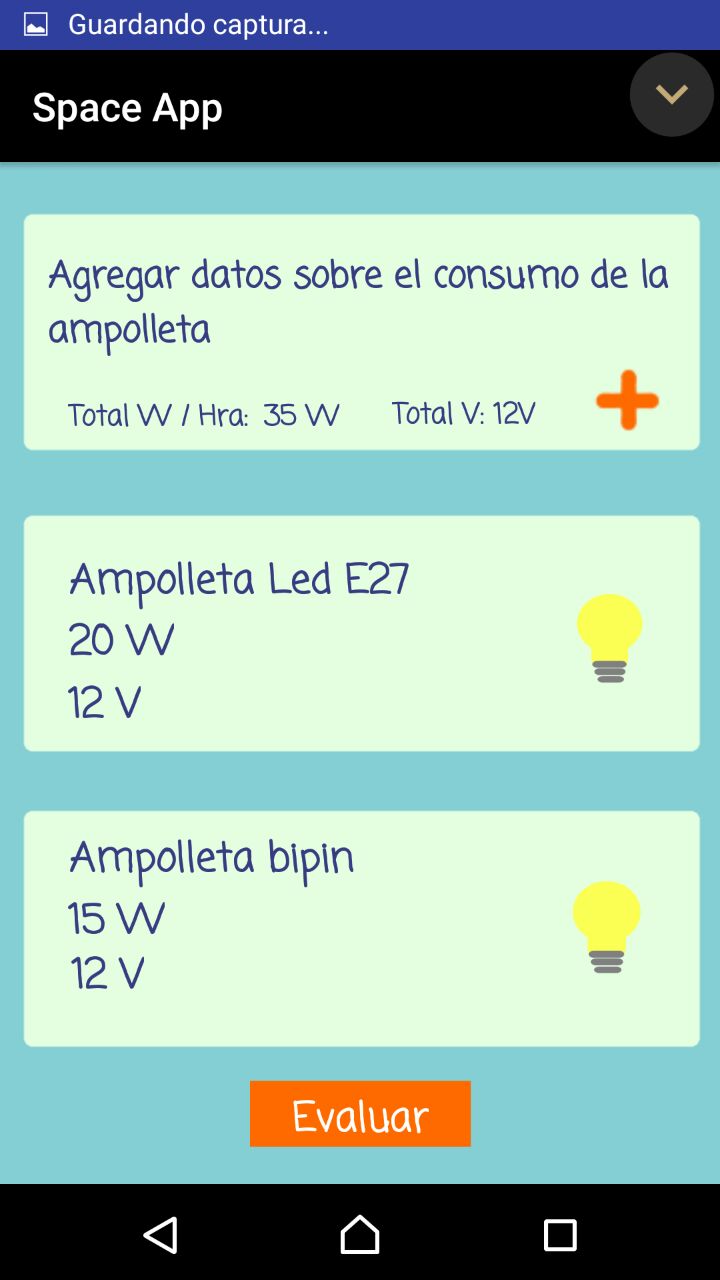 Guardando captura...
Space App
Agregar datos sobre el consumo de la
ampolleta
Total W / Hra: 35 W Total V: 12V
Ampolleta Led E27
20 W
12 V
Ampolleta bipin
15 W
12 V
Evaluar